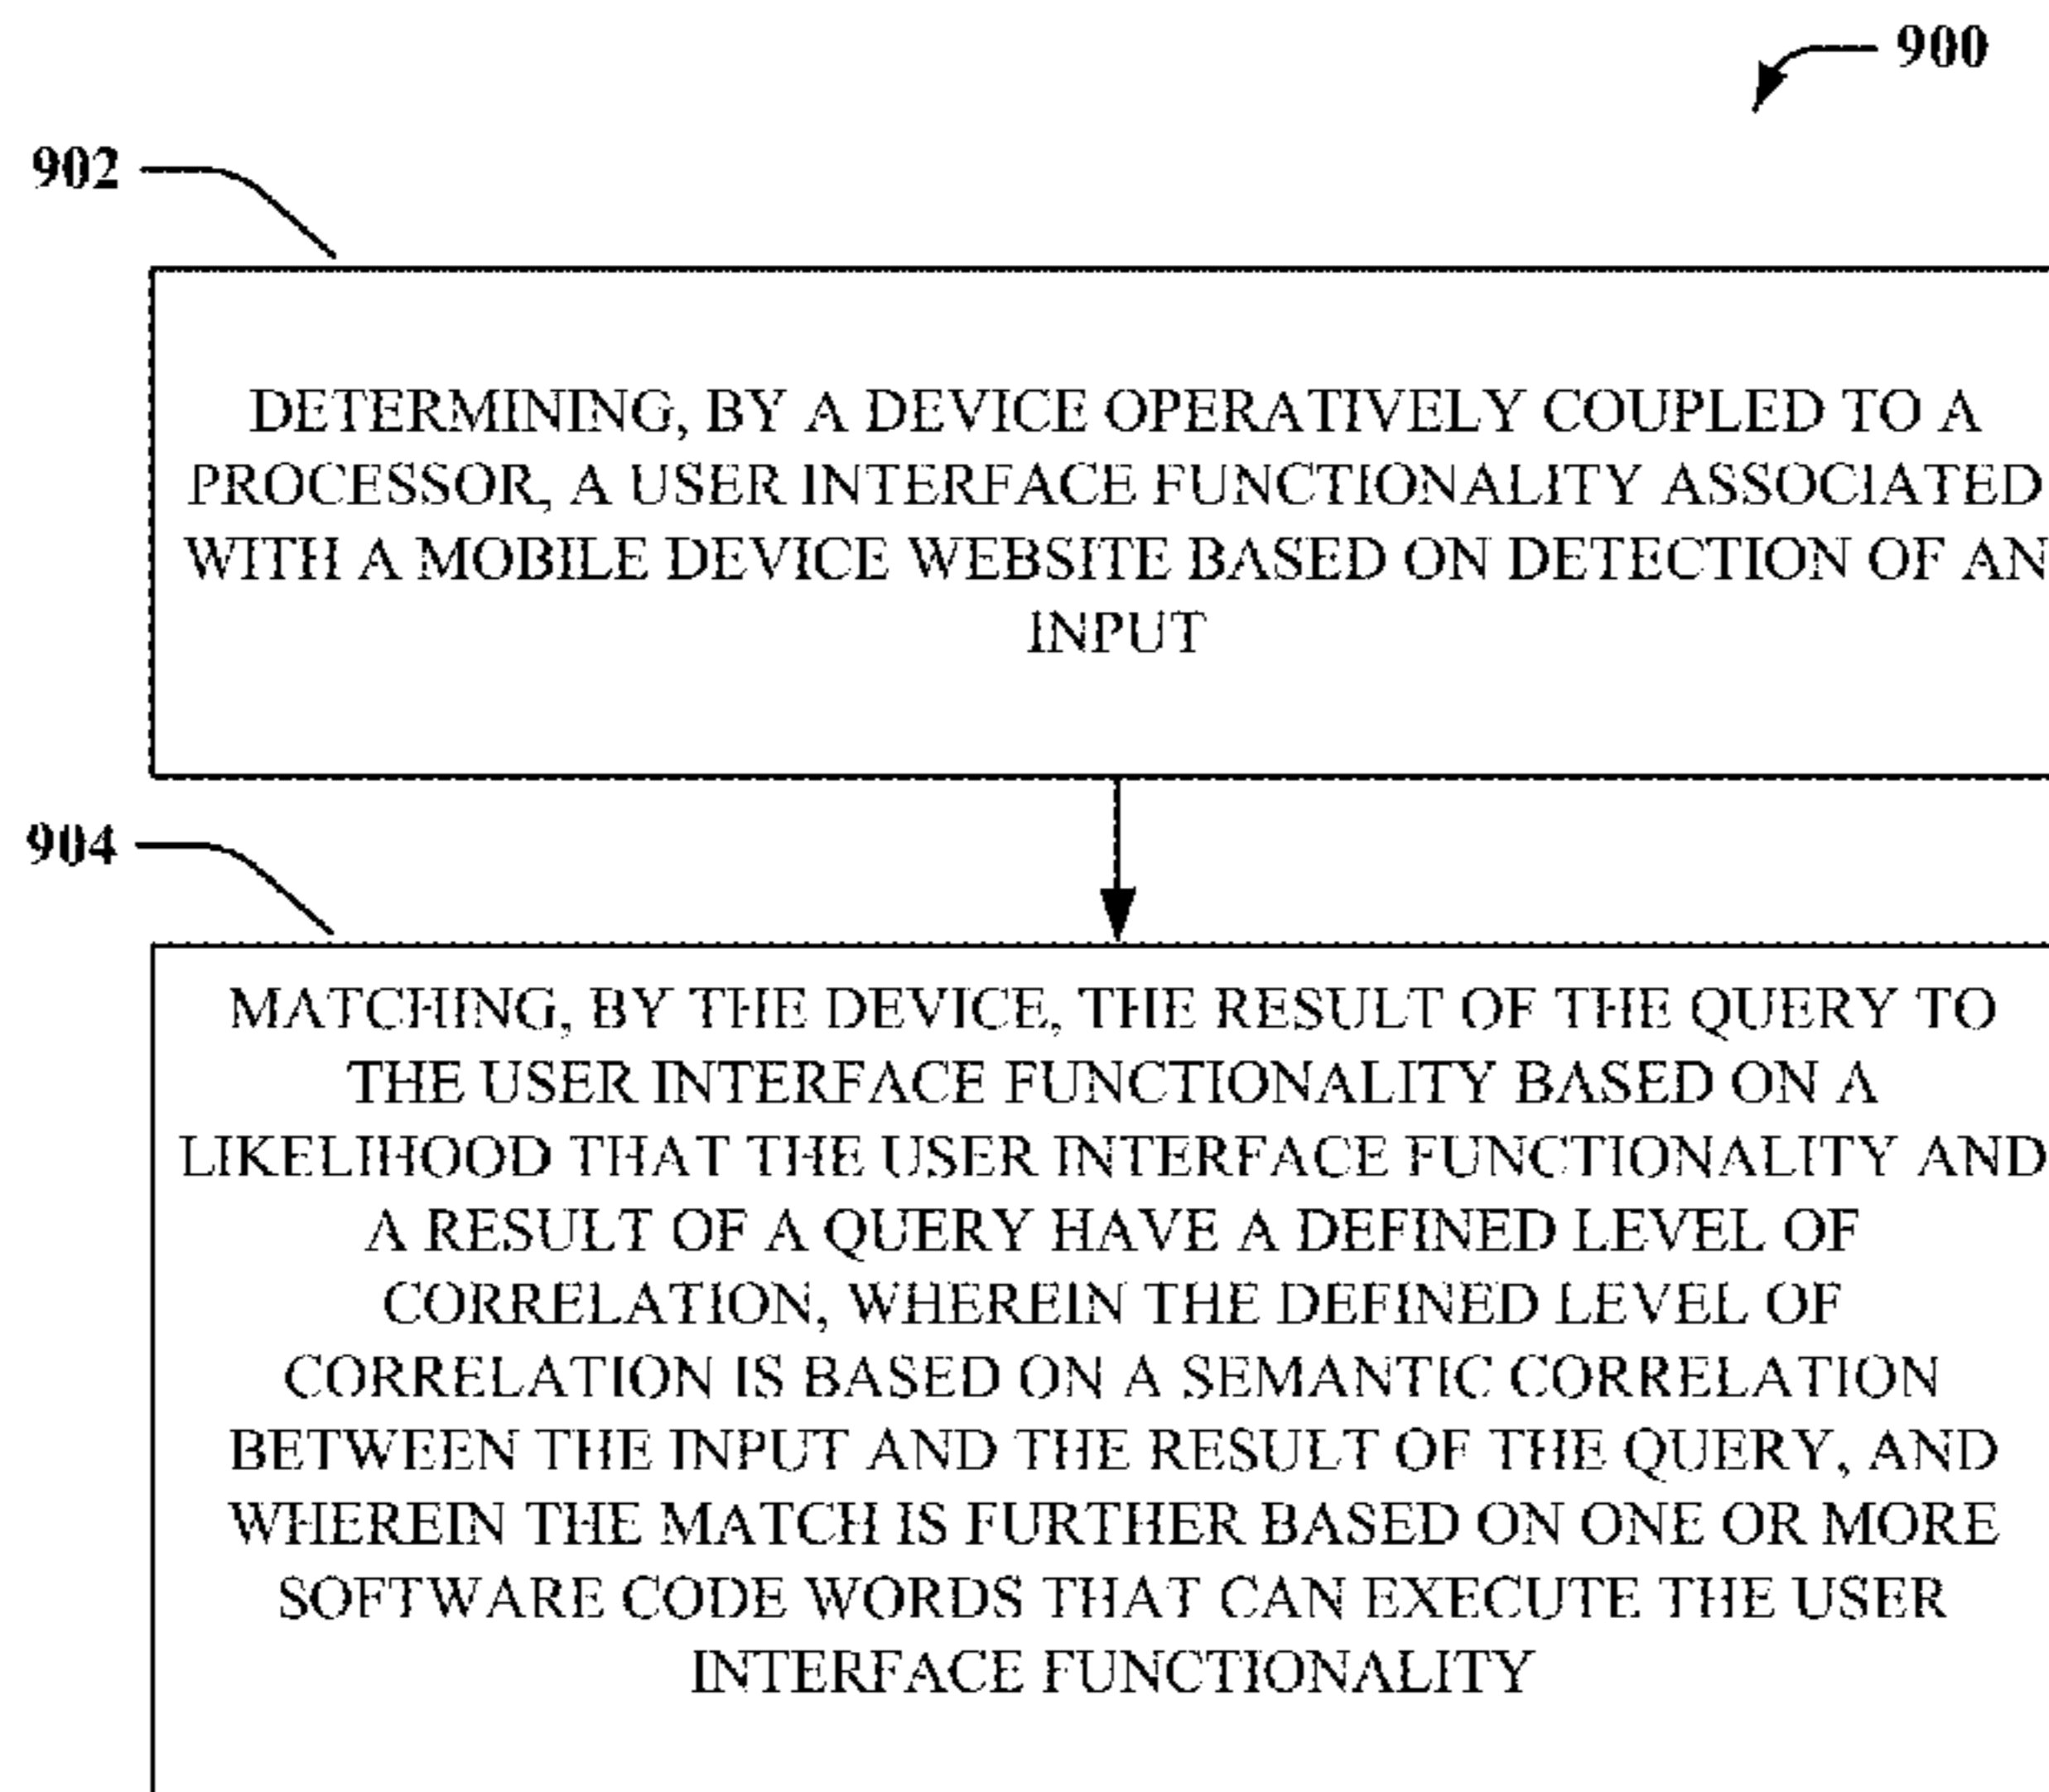 900
902
DETERMINING, BY A DEVICE OPERATIVELY COUPLED TO A
PROCESSOR, A USER INTERFACE FUNCTIONALITY ASSOCIATED
WITH A MOBILE DEVICE WEBSITE BASED ON DETECTION OF AN
INPUT
904
MATCHING, BY THE DEVICE, THE RESULT OF THE QUERY TO
THE USER INTERFACE FUNCTIONALITY BASED ON A
LIKELIHOOD THAT THE USER INTERFACE FUNCTIONALITY AND
A RESULT OF A QUERY HAVE A DEFINED LEVEL OF
CORRELATION, WHEREIN THE DEFINED LEVEL OF
CORRELATION IS BASED ON A SEMANTIC CORRELATION
BETWEEN THE INPUT AND THE RESULT OF THE QUERY, AND
WHEREIN THE MATCH IS FURTHER BASED ON ONE OR MORE
SOFTWARE CODE WORDS THAT CAN EXECUTE THE USER
INTERFACE FUNCTIONALITY